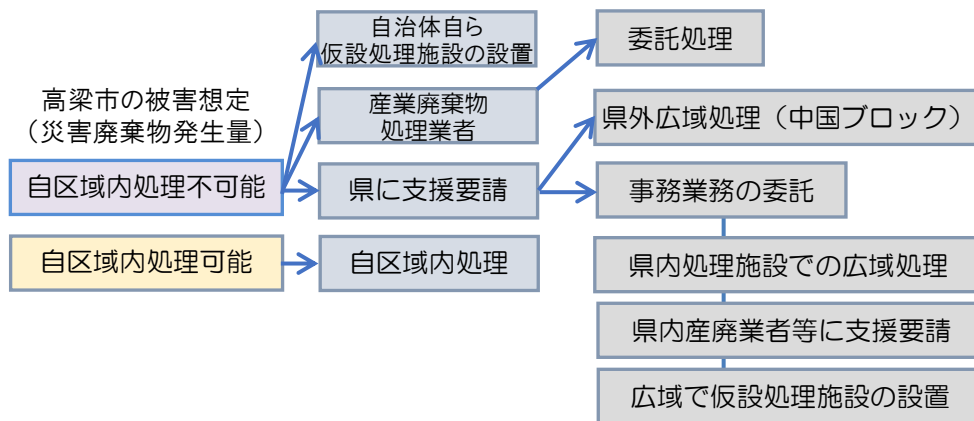 高梁市の被害想定
（災害廃棄物発生量）
自区域内処理不可能
自区域内処理可能
自治体自ら
仮設処理施設の設置
産業廃棄物
処理業者
県に支援要請
自区域内処理
委託処理
県外広域処理（中国ブロック）
事務業務の委託
県内処理施設での広域処理
県内産廃業者等に支援要請
広域で仮設処理施設の設置